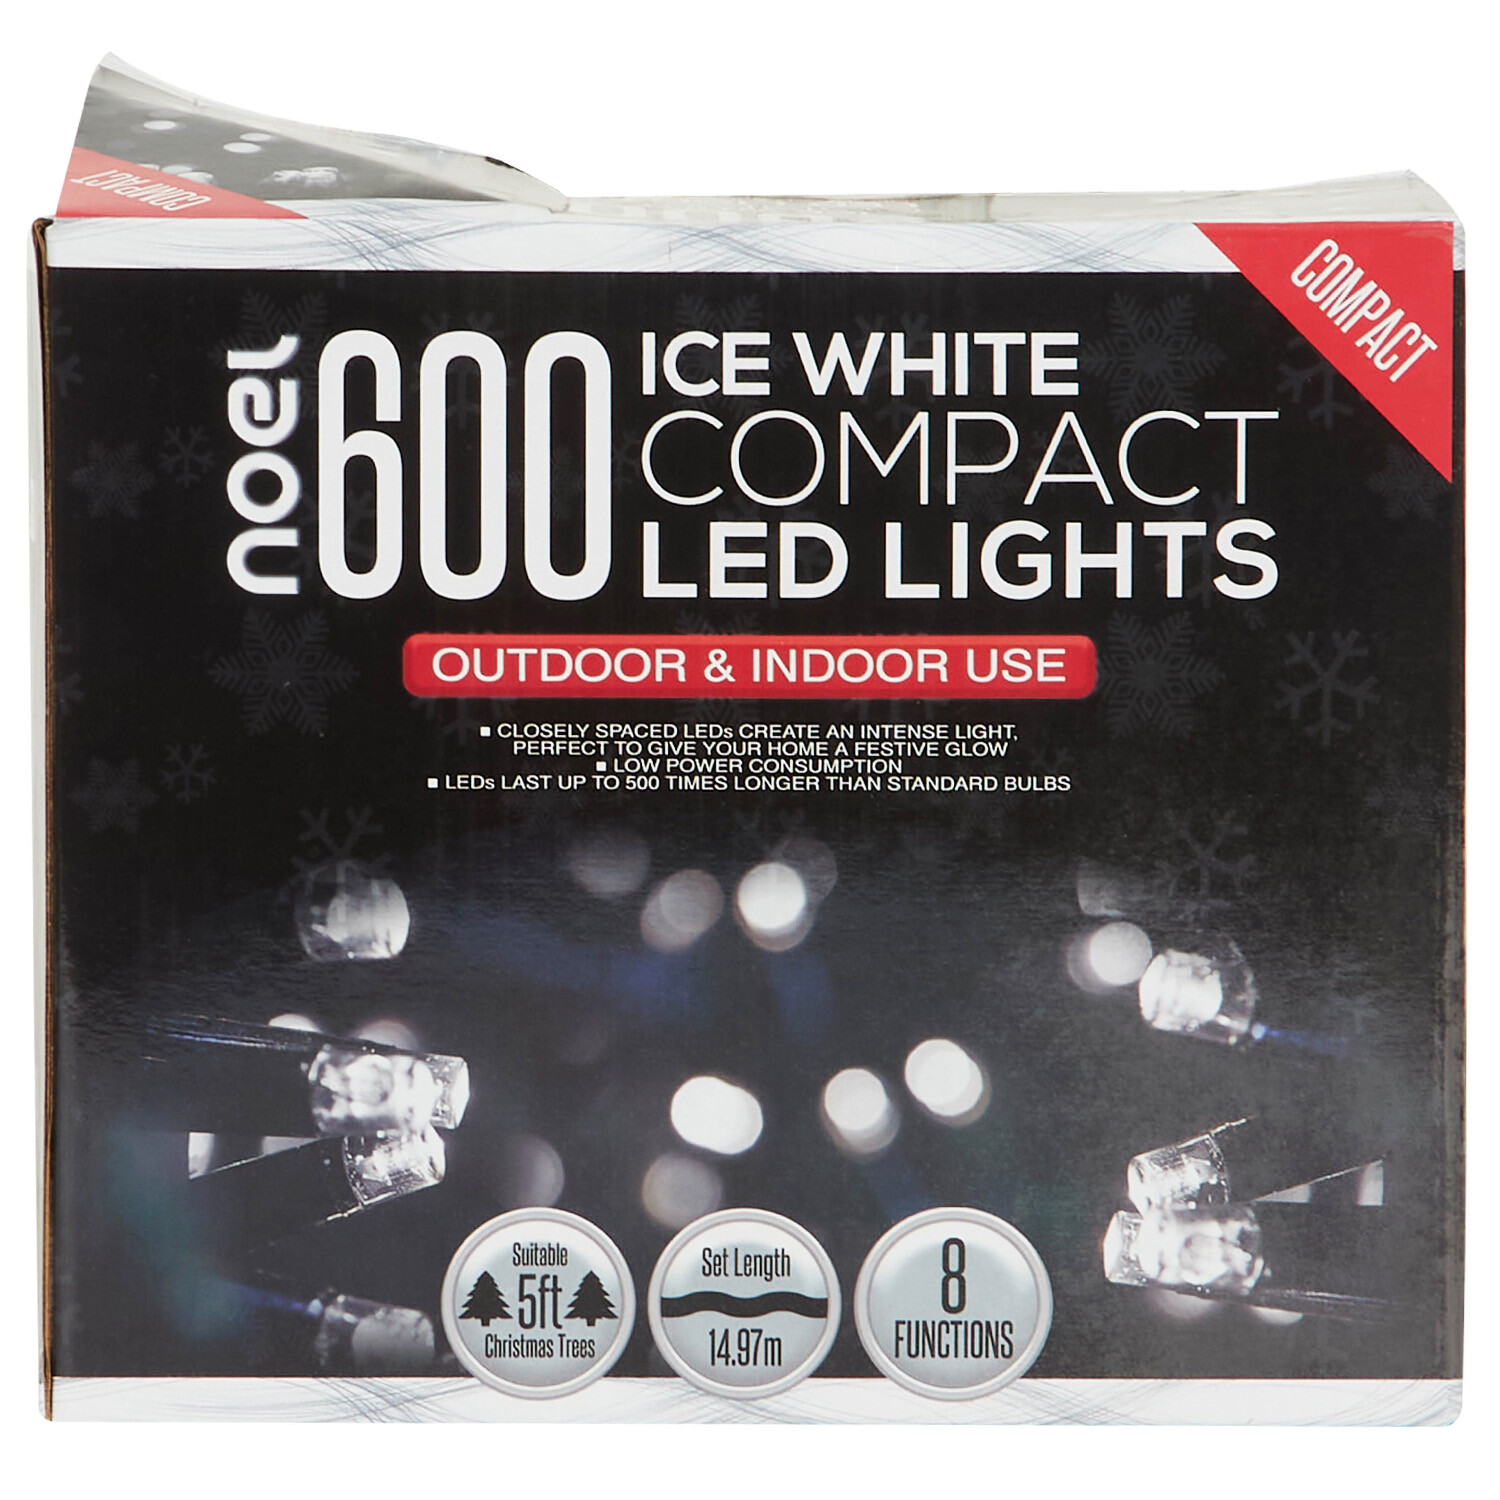 COMPACT
COMPACT
noel
600
ICE WHITE
COMPACT
LED LIGHTS
OUTDOOR & INDOOR USE
▪ CLOSELY SPACED LEDs CREATE AN INTENSE LIGHT,
PERFECT TO GIVE YOUR HOME A FESTIVE GLOW
▪ LOW POWER CONSUMPTION
▪ LEDs LAST UP TO 500 TIMES LONGER THAN STANDARD BULBS
Suitable
5ft
Christmas Trees
Set Length
14.97m
8
FUNCTIONS